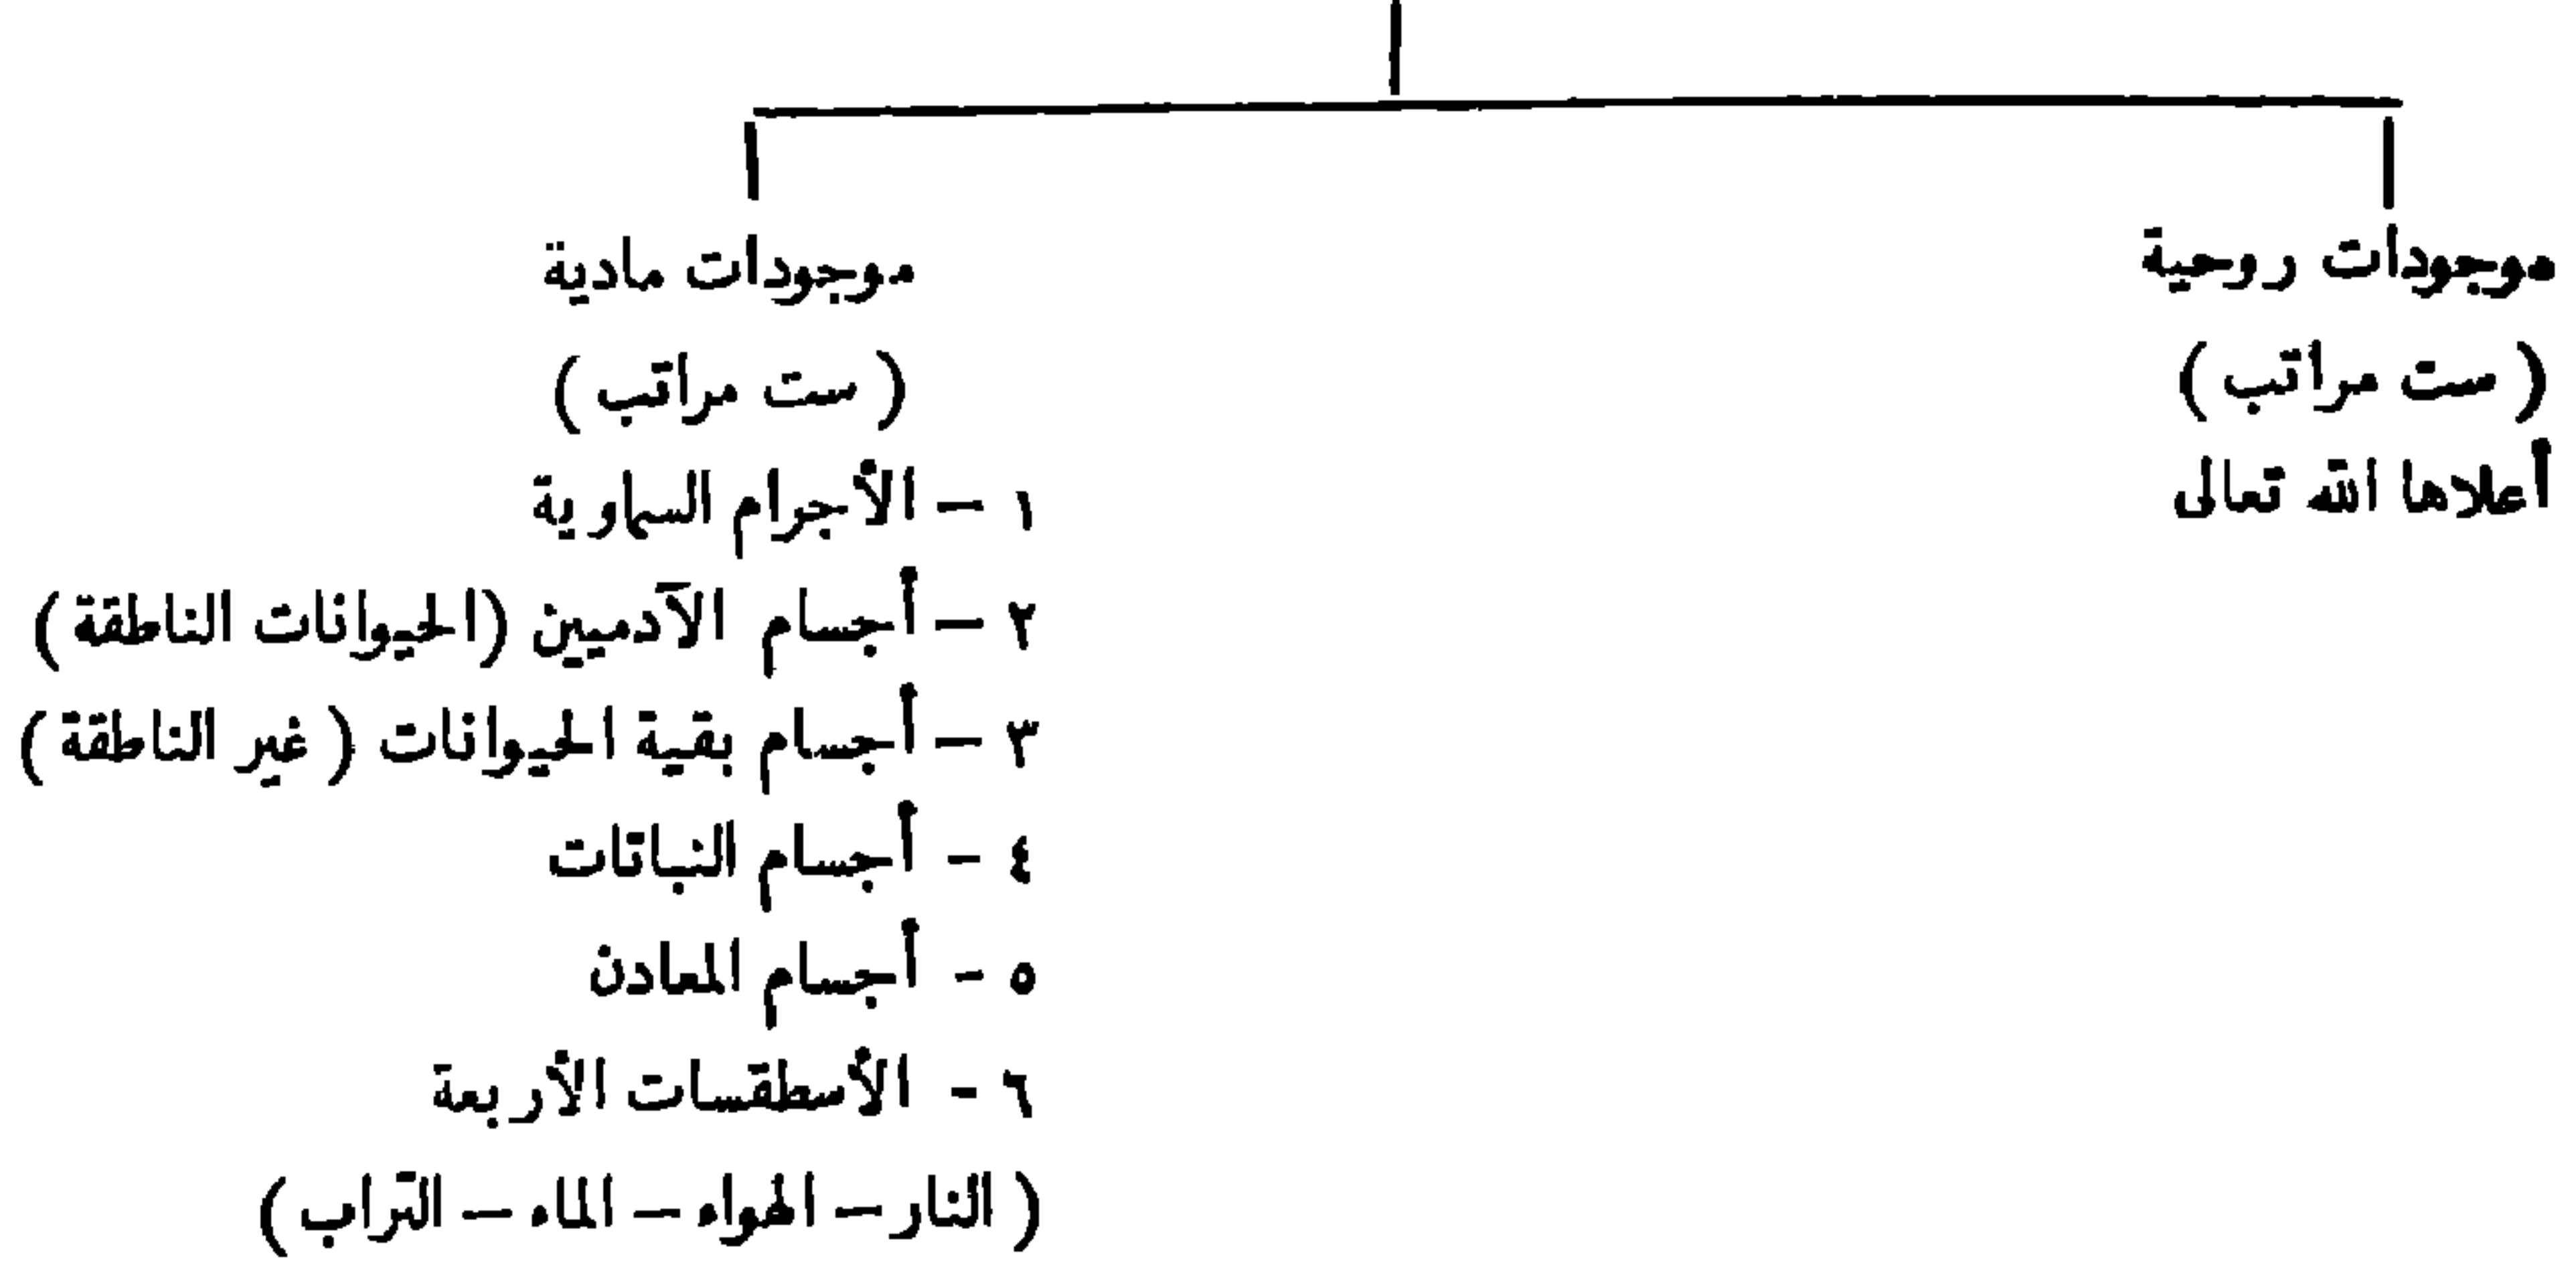 موجودات روحية
( ست مراتب )
أعلاها الله تعالى
موجودات مادية
( ست مراتب )
١ – الأجرام السماوية
٢ – أجسام الآدميين (الحيوانات الناطقة )
٣ – أجسام بقية الحيوانات ( غير الناطقة )
٤ - أجسام النباتات
٥ - أجسام المعادن
٦ - الأسطقسات الأربعة
( النار – الهواء – الماء – التراب )